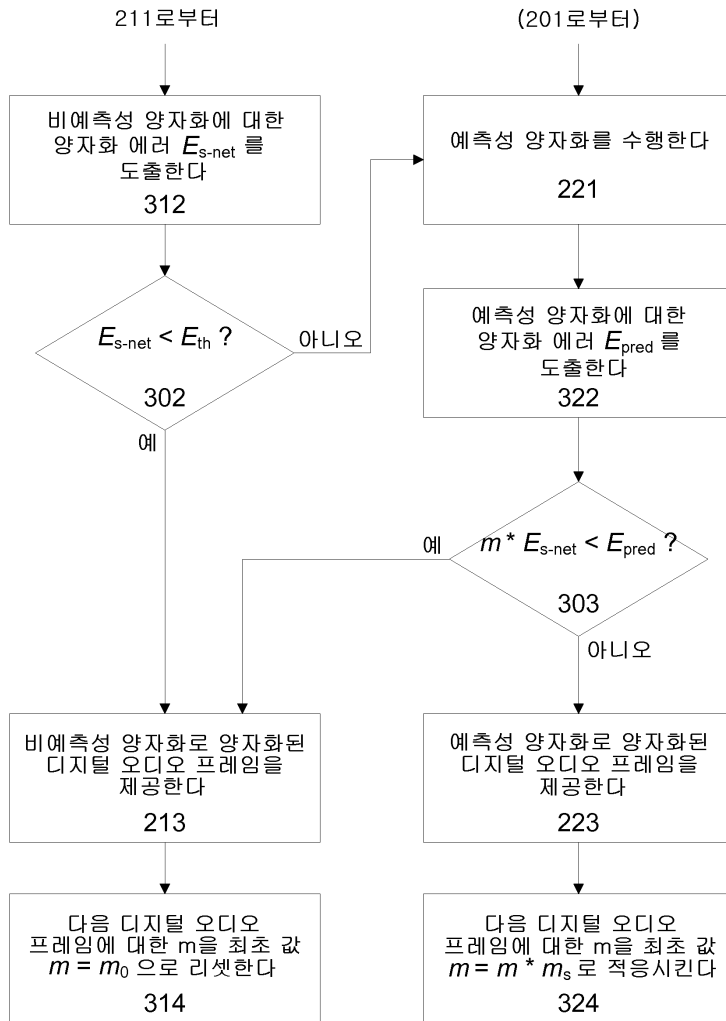 211로부터
(201로부터)
비예측성 양자화에 대한
양자화 에러 Es-net 를
도출한다
312
예측성 양자화를 수행한다
221
Es-net < Eth ?
302
아니오
예
예측성 양자화에 대한
양자화 에러 Epred 를
도출한다
322
m * Es-net < Epred ?
303
예
아니오
비예측성 양자화로 양자화된
디지털 오디오 프레임을
제공한다
213
예측성 양자화로 양자화된
디지털 오디오 프레임을
제공한다
223
다음 디지털 오디오
프레임에 대한 m을 최초 값
m = m0 으로 리셋한다
314
다음 디지털 오디오
프레임에 대한 m을 최초 값
m = m * ms 로 적응시킨다
324